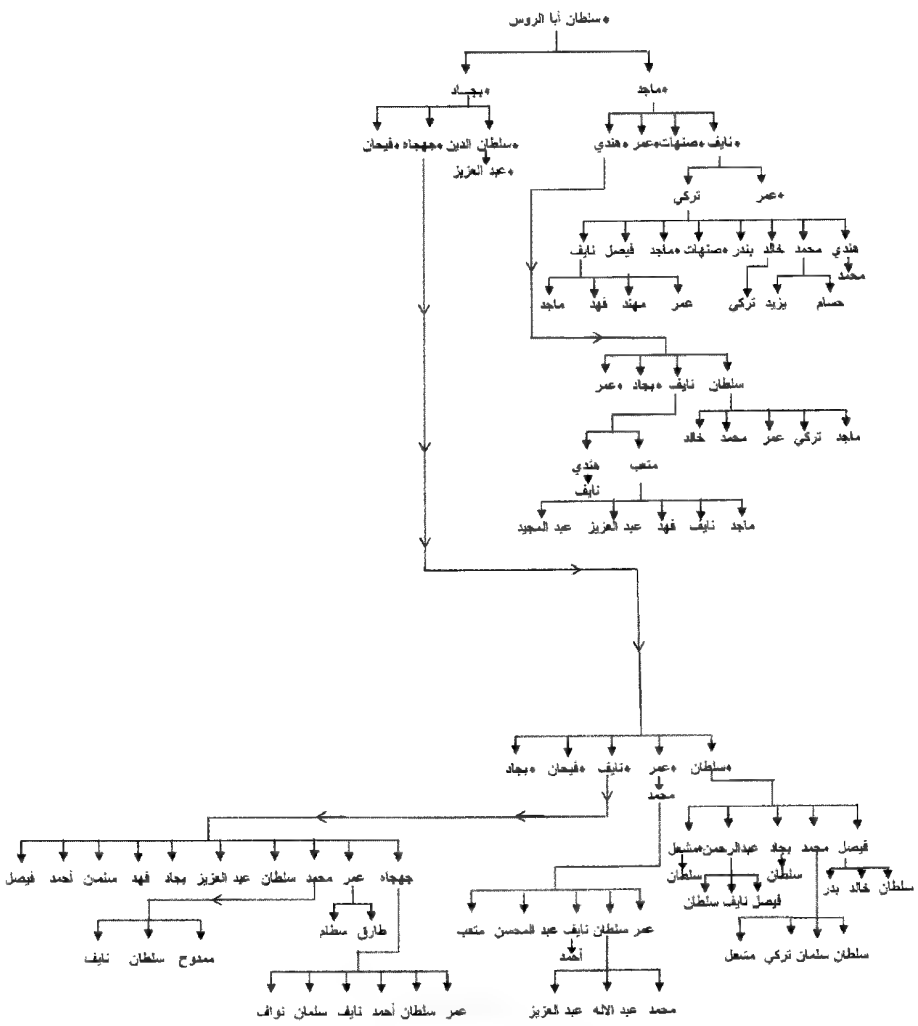 *سلطان أبا الروس
*ماجد *بجــاد
*نايف *صنهات *عمر *هندي *سلطان الدين *جهجاه *فيحان
*عبد العزيز
*عمر تركي
هندي محمد خالد بندر *صنهات *ماجد فيصل نايف
محمد
حسام يزيد تركي عمر مهند فهد ماجد
سلطان نايف *بجاد *عمر
ماجد تركي عمر محمد خالد
متعب هندي
نايف
ماجد نايف فهد عبد العزيز عبد المجيد
*سلطان *عمر *نايف *فيحان *بجاد
محمد
فيصل محمد بجاد عبدالرحمن *مشعل
جهجاه عمر محمد سلطان عبد العزيز بجاد فهد سلمن أحمد فيصل
سلطان خالد بدر سلطان فيصل نايف سلطان سلطان
عمر سلطان نايف عبد المحسن متعب
طارق سطام
سلطان سلمان تركي مشعل
أحمد
ممدوح سلطان نايف
محمد عبد الاله عبد العزيز
عمر سلطان أحمد نايف سلمان نواف